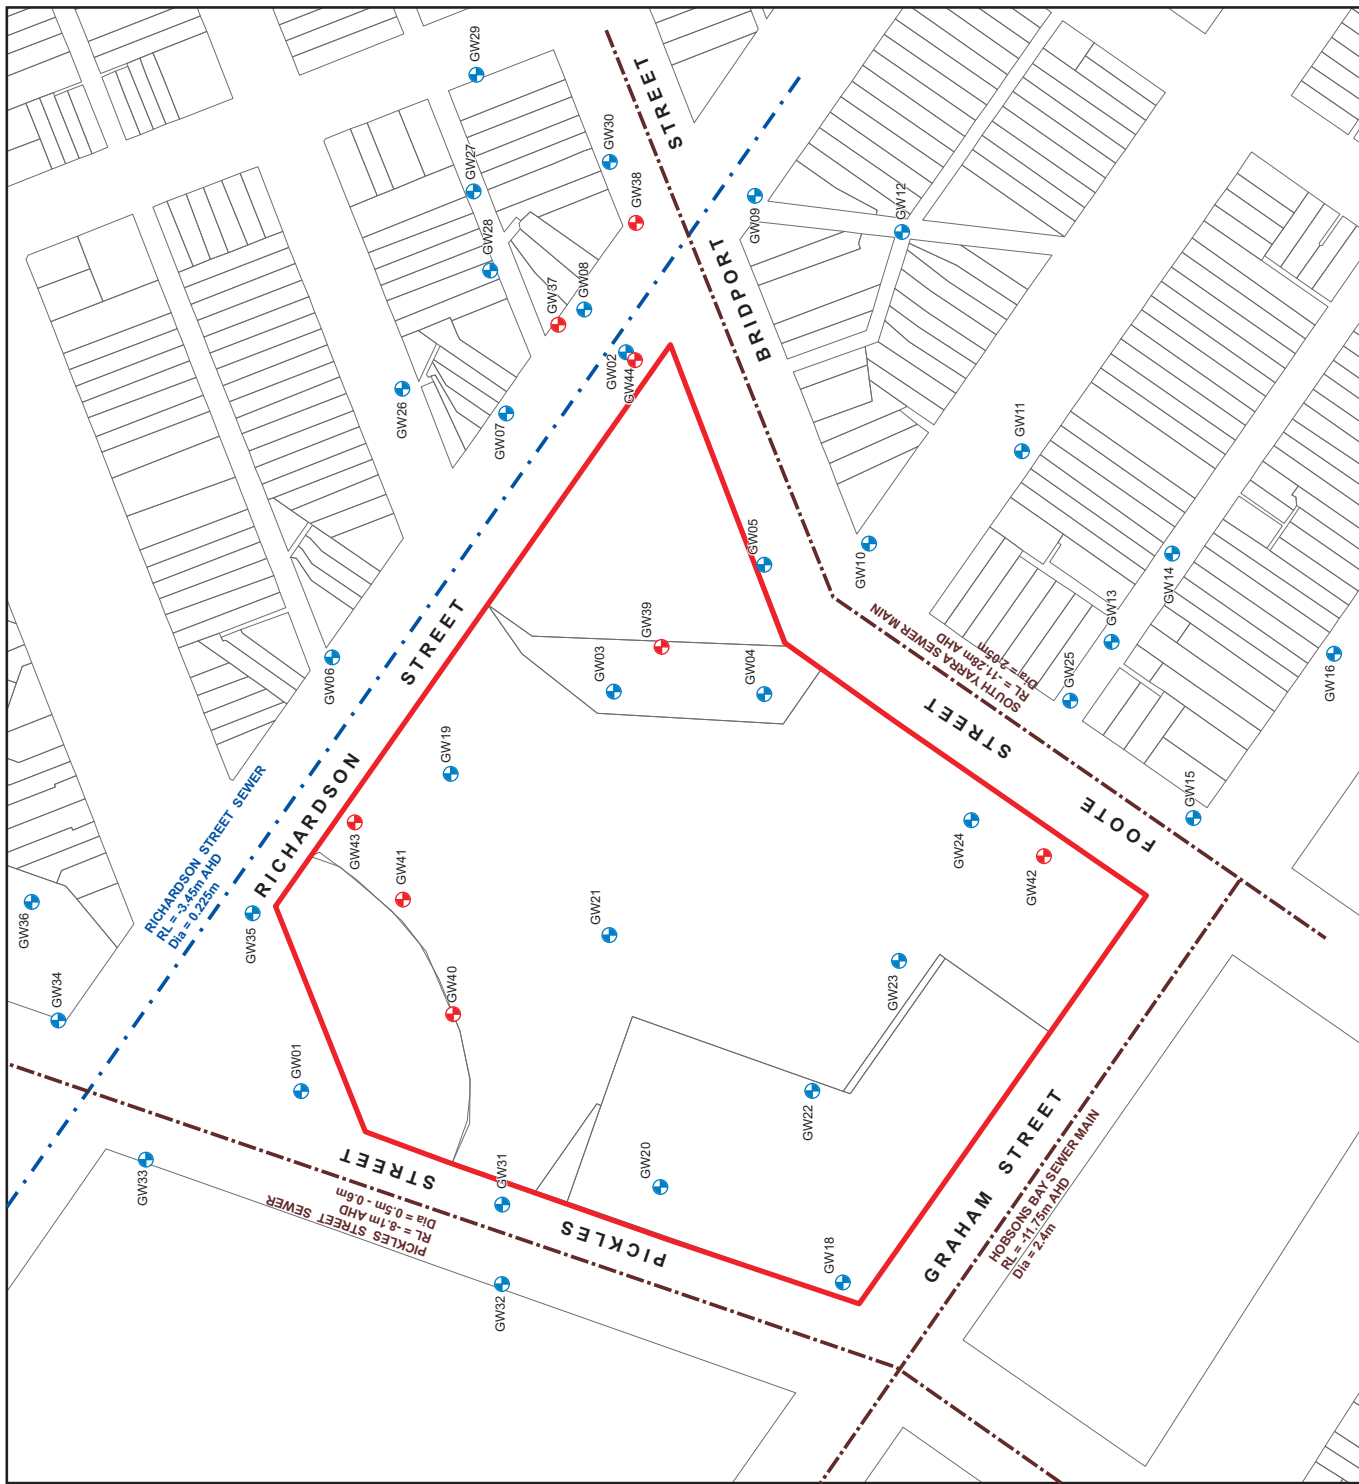 GW29
GW30
GW27
GW38
GW28
GW08
GW37
GW02
GW44
GW26
GW07
GW09
GW12
STREET
BRIDPORT
GW11
GW10
GW05
GW14
GW13
GW25
GW16
GW15
GW39
GW03
GW04
SOUTH YARRA SEWER MAIN
RL = -11.28m AHD
Dia = 2.05m
STREET
FOOTE
GW06
STREET
RICHARDSON
GW19
GW43
GW41
GW40
GW35
GW36
GW34
RICHARDSON STREET SEWER
RL = -3.45m AHD
Dia = 0.225m
GW01
GW33
GW21
GW24
GW42
GW23
GW22
GW20
GW31
GW32
GW18
STREET
PICKLES
PICKLES STREET SEWER
RL = -8.1m AHD
Dia = 0.5m - 0.6m
GRAHAM STREET
HOBSONS BAY SEWER MAIN
RL = -11.75m AHD
Dia = 2.4m